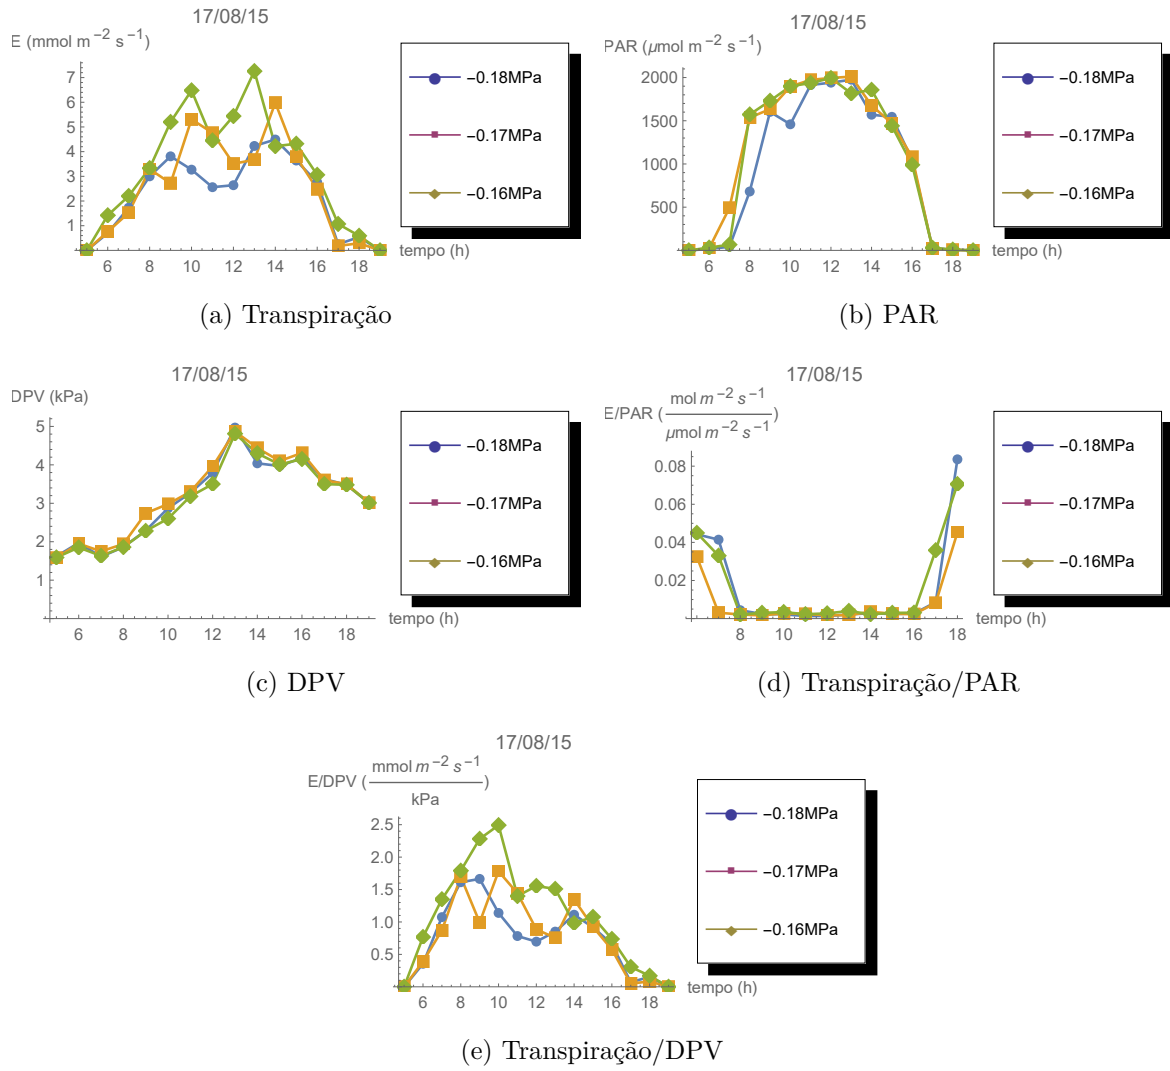 17/08/15
E (mmol m−2 s−1)
7
6
5
4
3
2
1
6 8 10 12 14 16 18
tempo (h)
−0.18MPa
−0.17MPa
−0.16MPa
(a) Transpiração
17/08/15
PAR (μmol m−2 s−1)
2000
1500
1000
500
6 8 10 12 14 16 18
tempo (h)
−0.18MPa
−0.17MPa
−0.16MPa
(b) PAR
17/08/15
DPV (kPa)
5
4
3
2
1
6 8 10 12 14 16 18
tempo (h)
−0.18MPa
−0.17MPa
−0.16MPa
(c) DPV
17/08/15
mol m−2 s−1
E/PAR ( )
μmol m−2 s−1
0.08
0.06
0.04
0.02
8 10 12 14 16 18
tempo (h)
−0.18MPa
−0.17MPa
−0.16MPa
(d) Transpiração/PAR
17/08/15
mmol m−2 s−1
E/DPV ( )
kPa
2.5
2.0
1.5
1.0
0.5
6 8 10 12 14 16 18
tempo (h)
−0.18MPa
−0.17MPa
−0.16MPa
(e) Transpiração/DPV